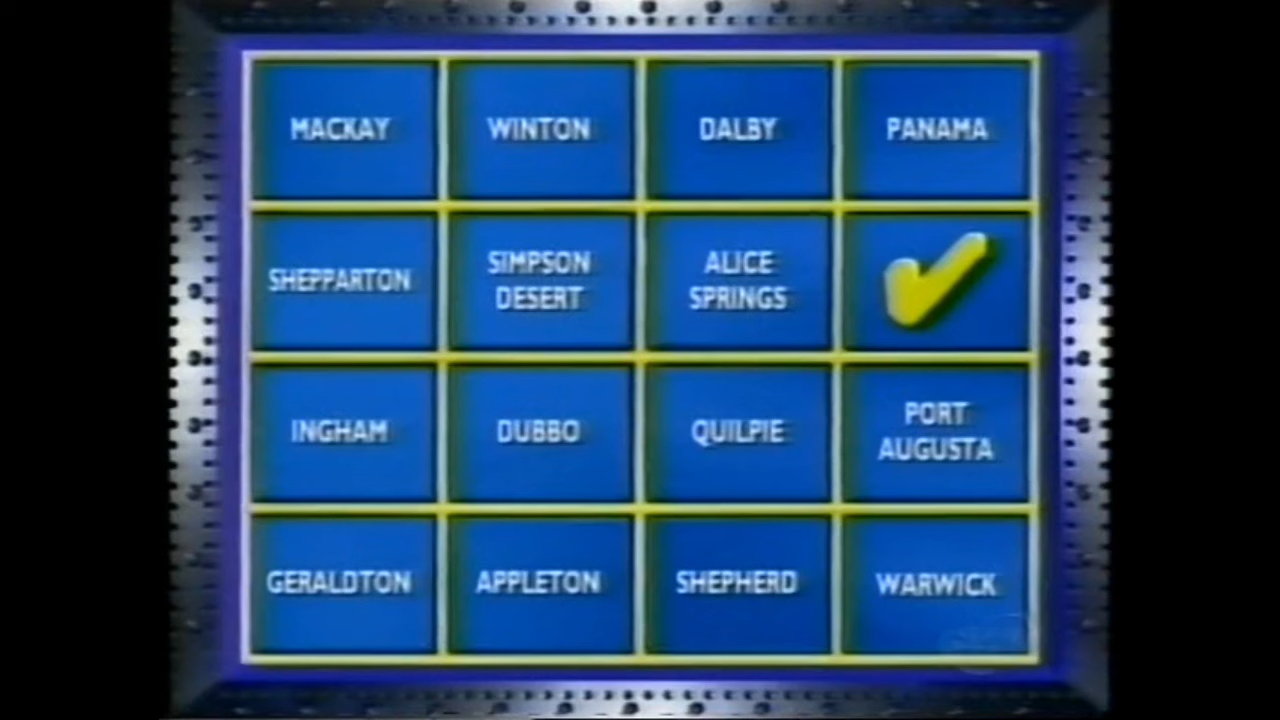 MACKAY
WINTON
DALBY
PANAMA
SHEPPARTON
SIMPSON
DESERT
ALICE
SPRINGS
INGHAM
DUBBO
QUILPIE
PORT
AUGUSTA
GERALDTON
APPLETON
SHEPHERD
WARWICK